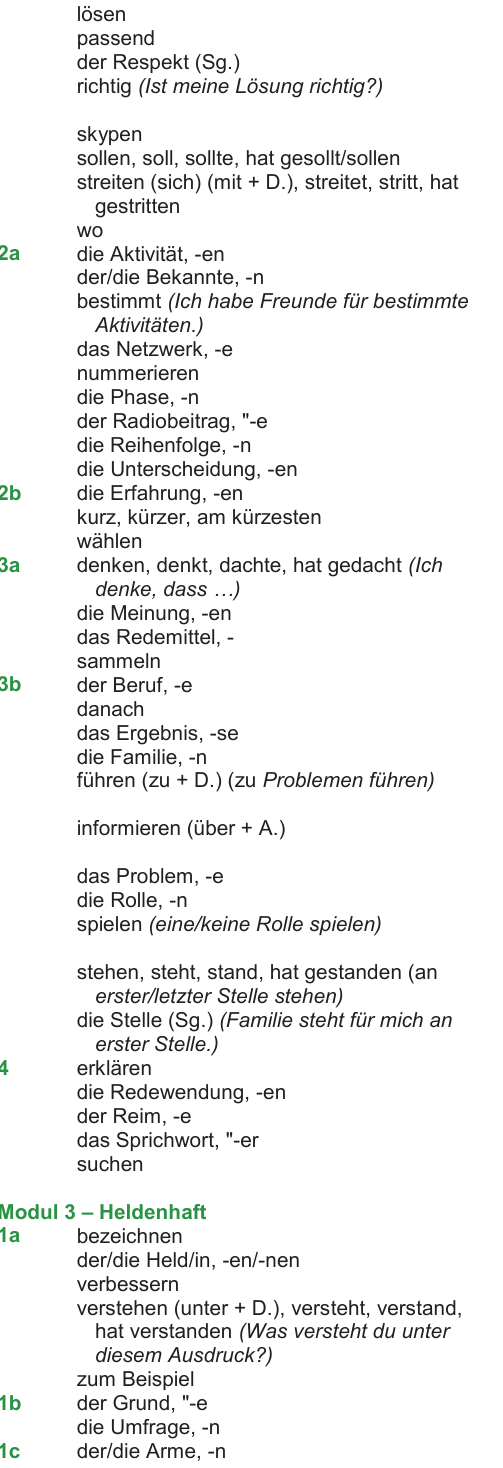 lösen
passend
der Respekt (Sg.)
richtig (Ist meine Lösung richtig?)
skypen
sollen, soll, sollte, hat gesollt/sollen
streiten (sich) (mit + D.), streitet, stritt, hat
gestritten
wo
2a die Aktivität, -en
der/die Bekannte, -n
bestimmt (Ich habe Freunde für bestimmte
Aktivitäten.)
das Netzwerk, -e
nummerieren
die Phase, -n
der Radiobeitrag, "-e
die Reihenfolge, -n
die Unterscheidung, -en
2b die Erfahrung, -en
kurz, kürzer, am kürzesten
wählen
3a denken, denkt, dachte, hat gedacht (Ich
denke, dass …)
die Meinung, -en
das Redemittel, -
sammeln
3b der Beruf, -e
danach
das Ergebnis, -se
die Familie, -n
führen (zu + D.) (zu Problemen führen)
informieren (über + A.)
das Problem, -e
die Rolle, -n
spielen (eine/keine Rolle spielen)
stehen, steht, stand, hat gestanden (an
erster/letzter Stelle stehen)
die Stelle (Sg.) (Familie steht für mich an
erster Stelle.)
4 erklären
die Redewendung, -en
der Reim, -e
das Sprichwort, "-er
suchen
Modul 3 – Heldenhaft
1a bezeichnen
der/die Held/in, -en/-nen
verbessern
verstehen (unter + D.), versteht, verstand,
hat verstanden (Was versteht du unter
diesem Ausdruck?)
zum Beispiel
1b der Grund, "-e
die Umfrage, -n
1c der/die Arme, -n